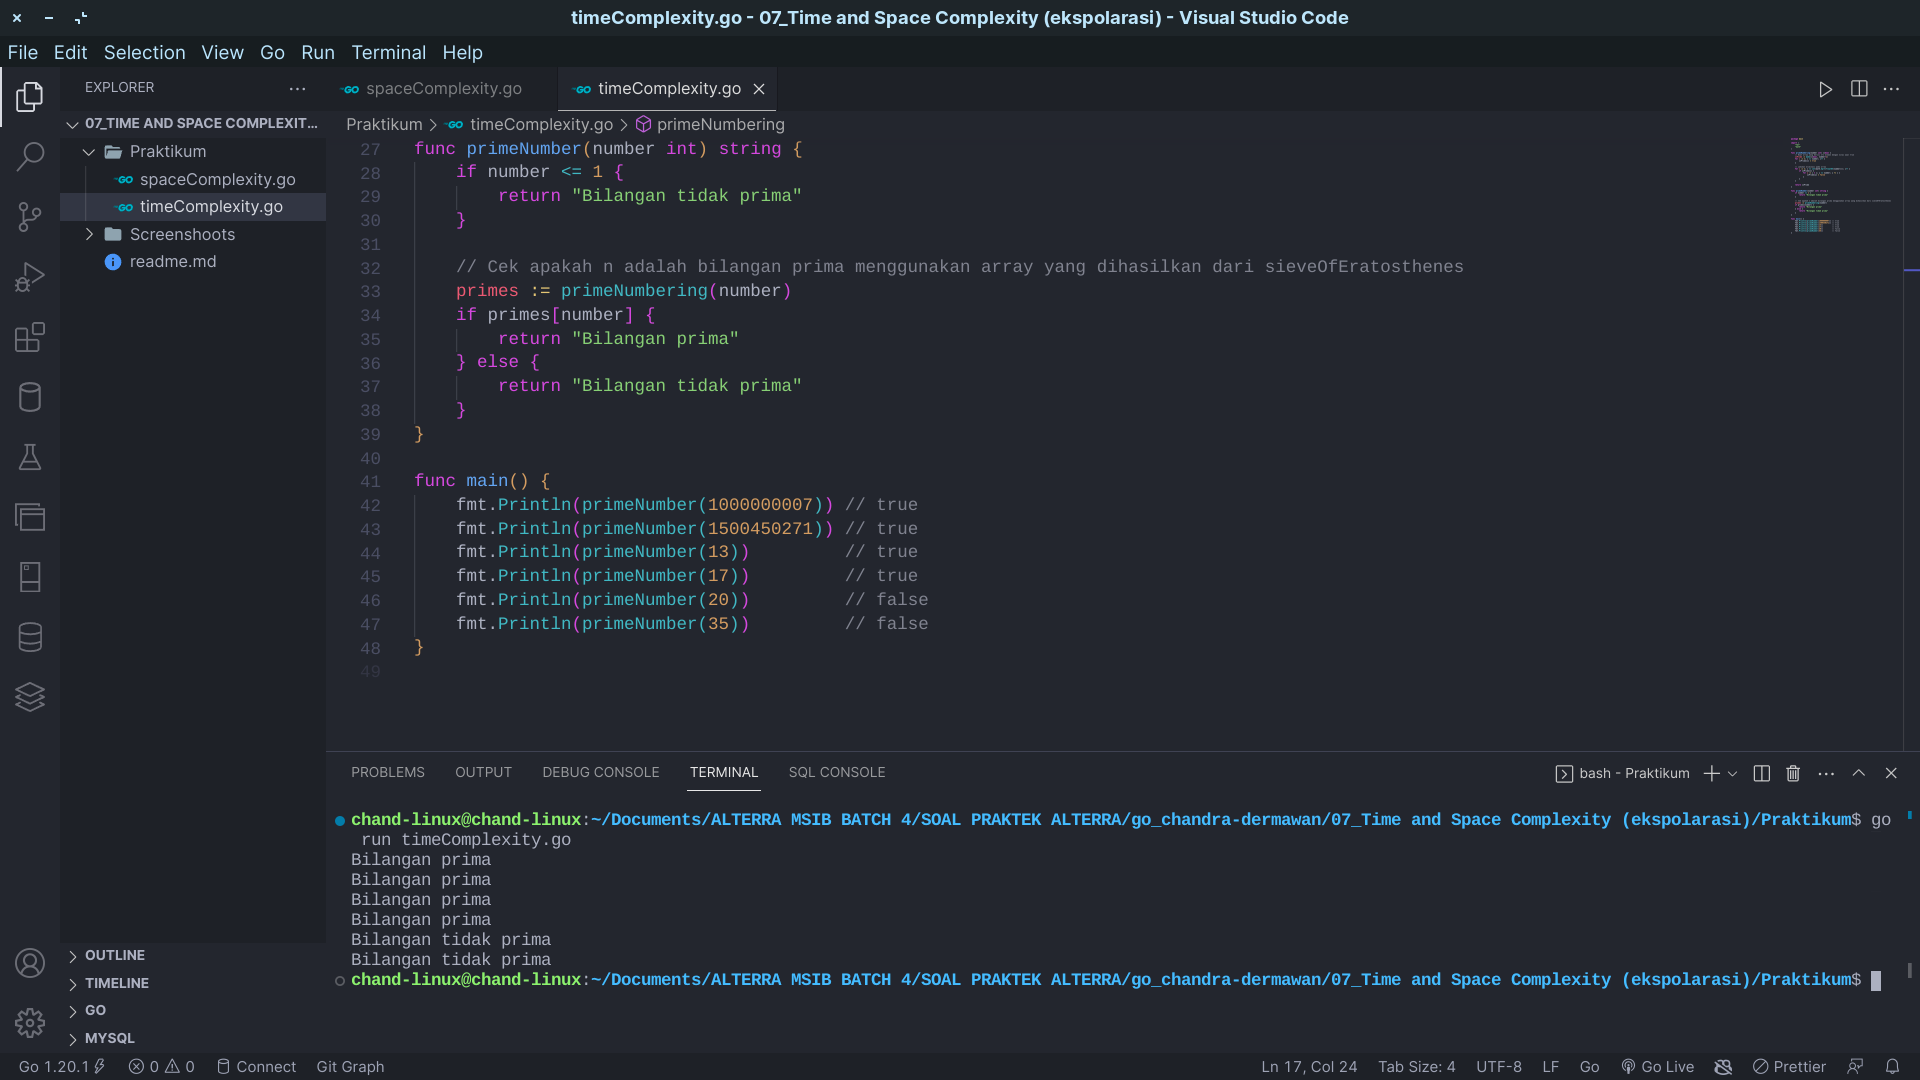 timeComplexity.go - 07_Time and Space Complexity (ekspolarasi) - Visual Studio Code
File Edit Selection View Go Run Terminal Help
EXPLORER
07_TIME AND SPACE COMPLEXIT...
Praktikum
spaceComplexity.go
timeComplexity.go
Screenshoots
readme.md
OUTLINE
TIMELINE
GO
MYSQL
spaceComplexity.go timeComplexity.go
Praktikum > timeComplexity.go > primeNumbering
27 func primeNumber(number int) string {
28     if number <= 1 {
29         return "Bilangan tidak prima"
30     }
31
32     // Cek apakah n adalah bilangan prima menggunakan array yang dihasilkan dari sieveOfEratosthenes
33     primes := primeNumbering(number)
34     if primes[number] {
35         return "Bilangan prima"
36     } else {
37         return "Bilangan tidak prima"
38     }
39 }
40
41 func main() {
42     fmt.Println(primeNumber(1000000007)) // true
43     fmt.Println(primeNumber(1500450271)) // true
44     fmt.Println(primeNumber(13))         // true
45     fmt.Println(primeNumber(17))         // true
46     fmt.Println(primeNumber(20))         // false
47     fmt.Println(primeNumber(35))         // false
48 }
49
PROBLEMS OUTPUT DEBUG CONSOLE TERMINAL SQL CONSOLE
bash - Praktikum
chand-linux@chand-linux:~/Documents/ALTERRA MSIB BATCH 4/SOAL PRAKTEK ALTERRA/go_chandra-dermawan/07_Time and Space Complexity (ekspolarasi)/Praktikum$ go
 run timeComplexity.go
Bilangan prima
Bilangan prima
Bilangan prima
Bilangan prima
Bilangan tidak prima
Bilangan tidak prima
chand-linux@chand-linux:~/Documents/ALTERRA MSIB BATCH 4/SOAL PRAKTEK ALTERRA/go_chandra-dermawan/07_Time and Space Complexity (ekspolarasi)/Praktikum$
Go 1.20.1 0 0 Connect Git Graph Ln 17, Col 24 Tab Size: 4 UTF-8 LF Go Go Live Prettier